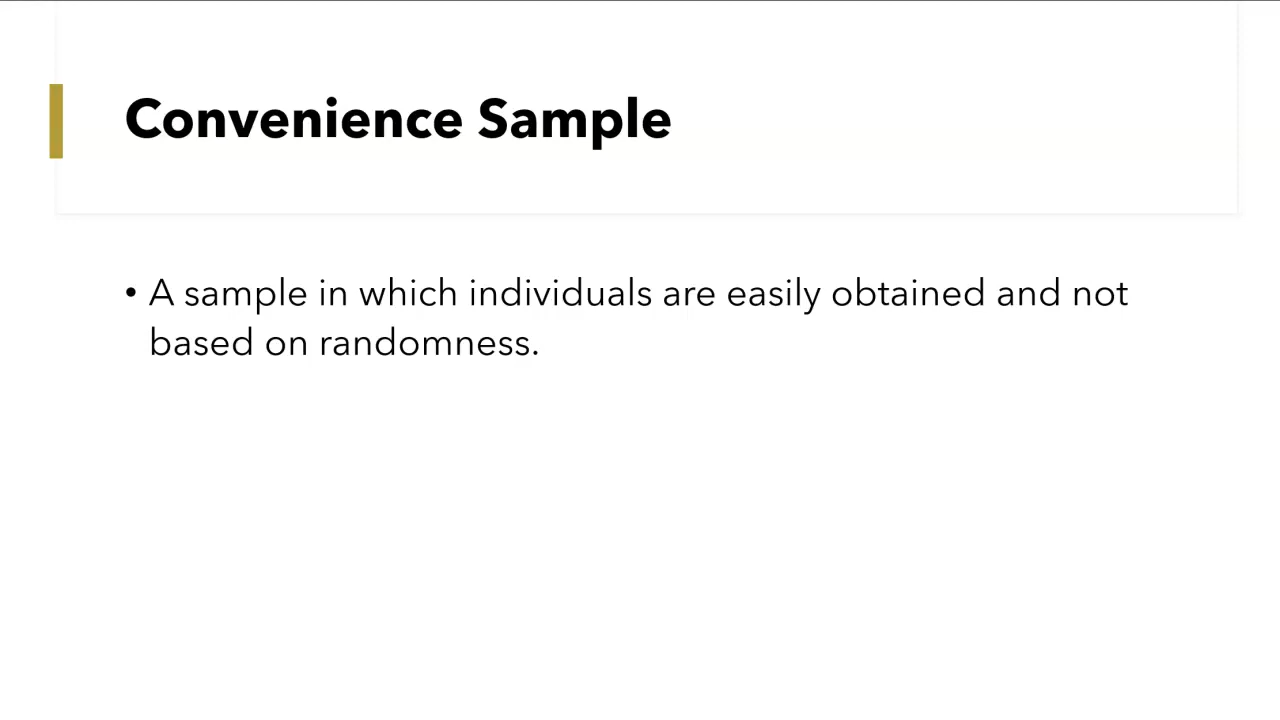 Convenience Sample
• A sample in which individuals are easily obtained and not
based on randomness.